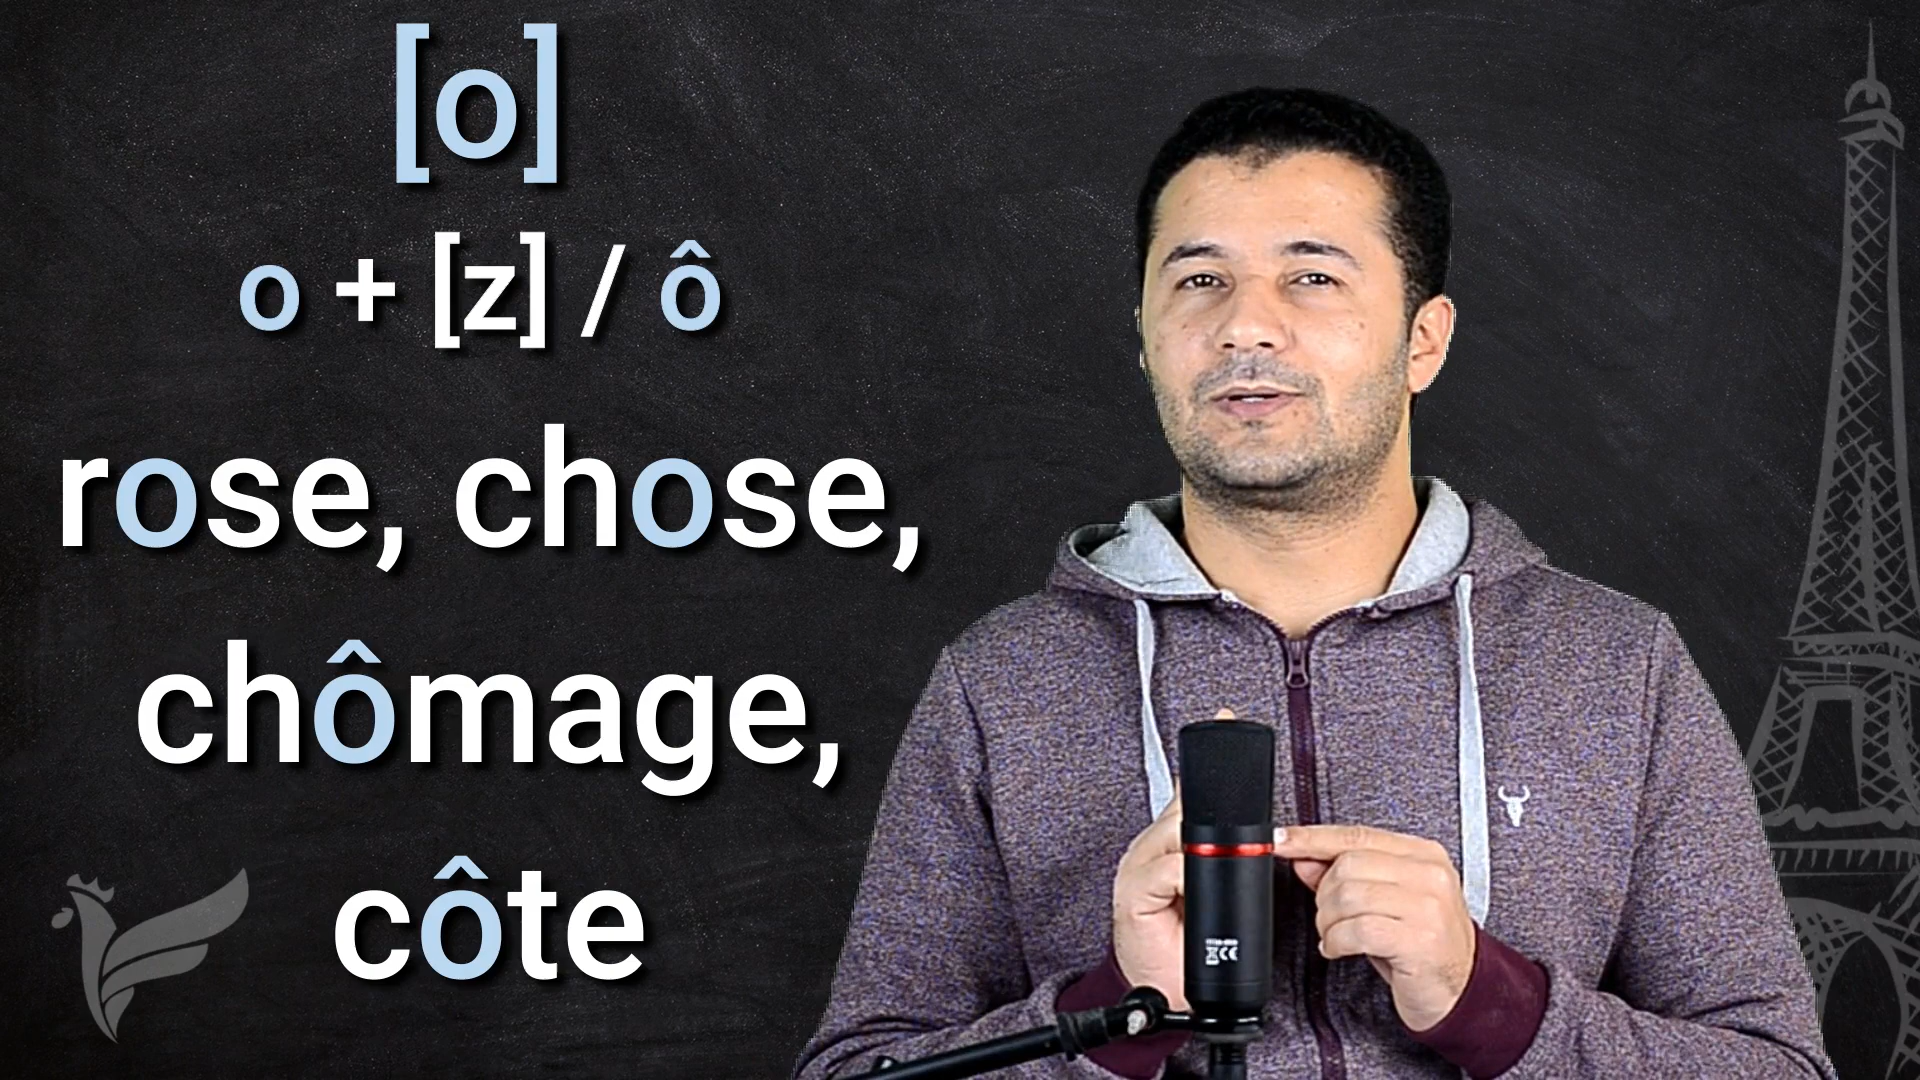 [o]
o + [z] / ô
rose, chose,
chômage,
côte